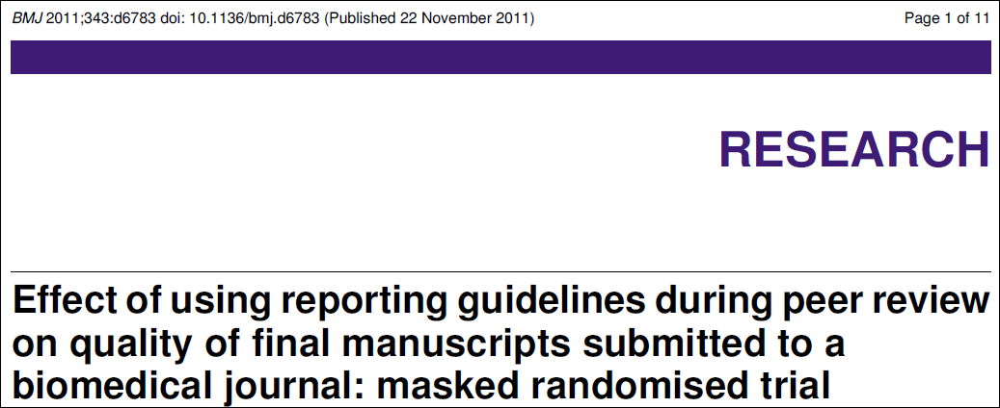 BMJ 2011;343:d6783 doi: 10.1136/bmj.d6783 (Published 22 November 2011) Page 1 of 11
RESEARCH
Effect of using reporting guidelines during peer review
on quality of final manuscripts submitted to a
biomedical journal: masked randomised trial